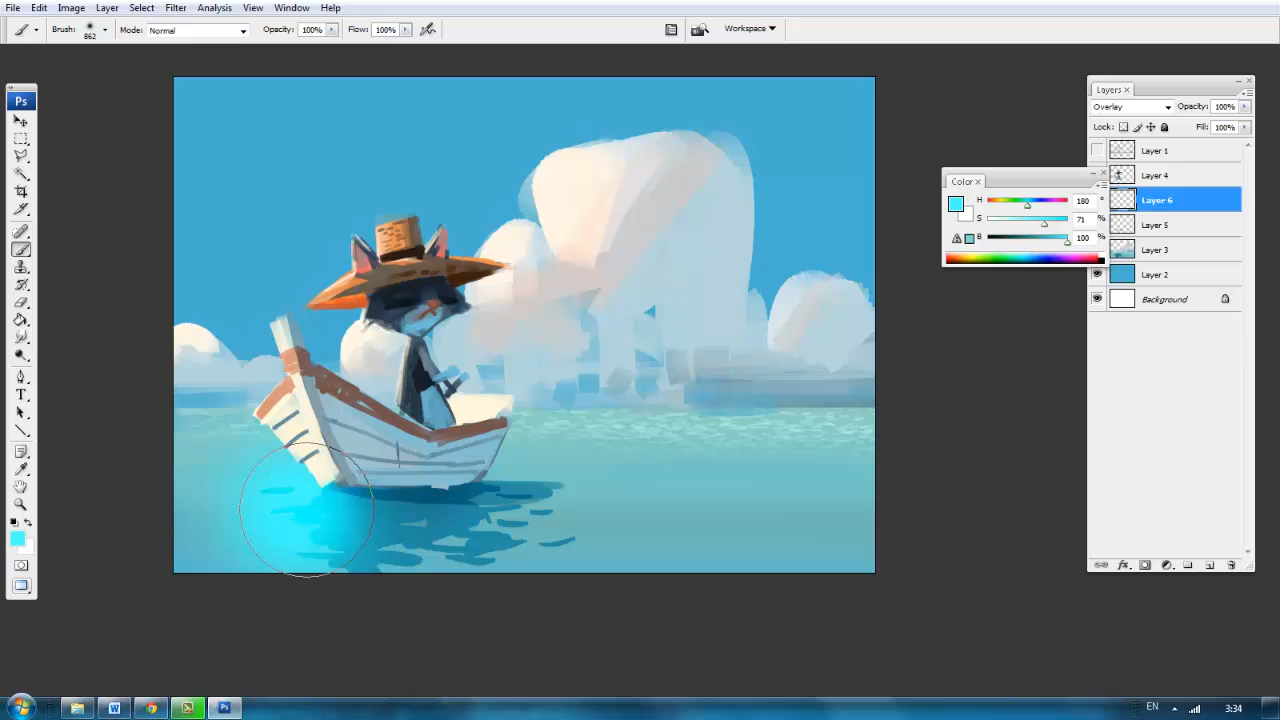 File Edit Image Layer Select Filter Analysis View Window Help
Brush: 862 Mode: Normal Opacity: 100% Flow: 100% Workspace
Ps
Layers
Overlay Opacity: 100%
Lock: Fill: 100%
Layer 1
Layer 4
Layer 6
Layer 5
Layer 3
Layer 2
Background
Color
H 180 °
S 71 %
B 100 %
T
fx
W Ps EN 3:34